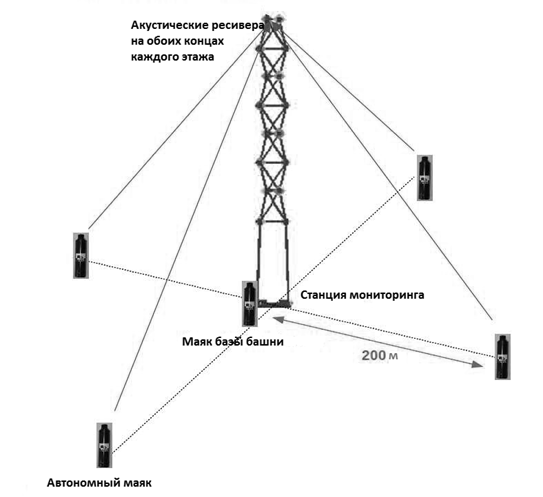 Акустические ресивера
на обоих концах
каждого этажа
Станция мониторинга
Маяк базы башни
200 м
Автономный маяк